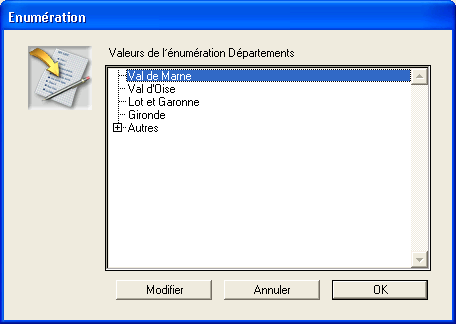 Enumération
Valeurs de l'énumération Départements
Val de Marne
Val d'Oise
Lot et Garonne
Gironde
Autres
Modifier
Annuler
OK